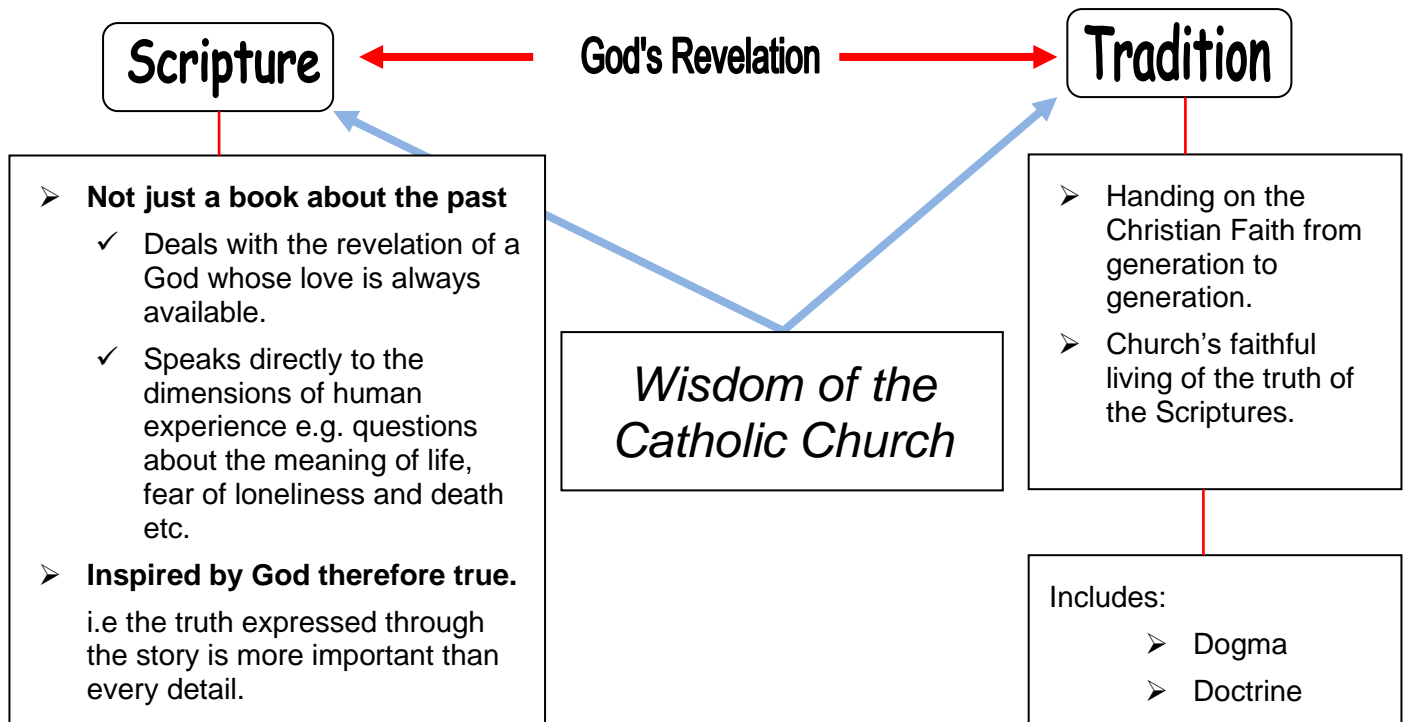 Scripture
God's Revelation
Tradition
➢ Not just a book about the past
✓ Deals with the revelation of a
God whose love is always
available.
✓ Speaks directly to the
dimensions of human
experience e.g. questions
about the meaning of life,
fear of loneliness and death
etc.
➢ Inspired by God therefore true.
i.e the truth expressed through
the story is more important than
every detail.
Wisdom of the
Catholic Church
➢ Handing on the
Christian Faith from
generation to
generation.
➢ Church’s faithful
living of the truth of
the Scriptures.
Includes:
➢ Dogma
➢ Doctrine